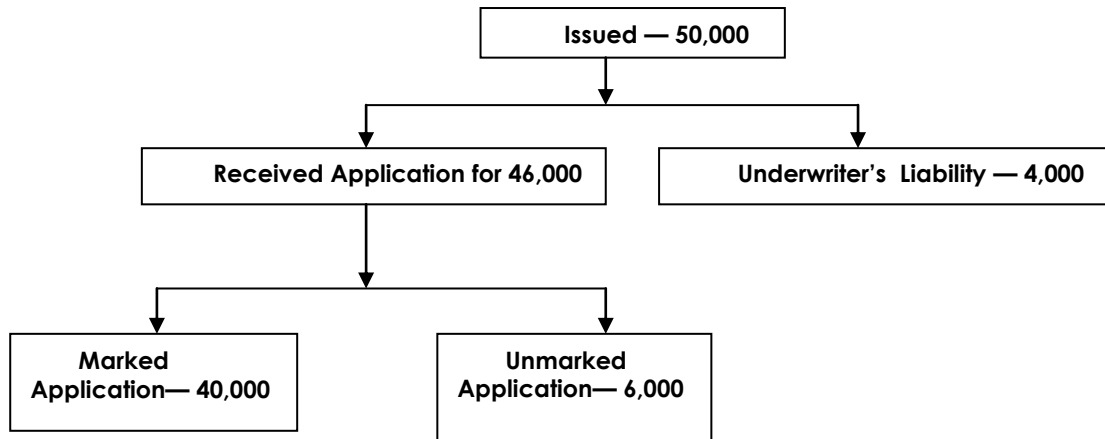 Issued — 50,000
Received Application for 46,000
Underwriter's Liability — 4,000
Marked
Application— 40,000
Unmarked
Application— 6,000